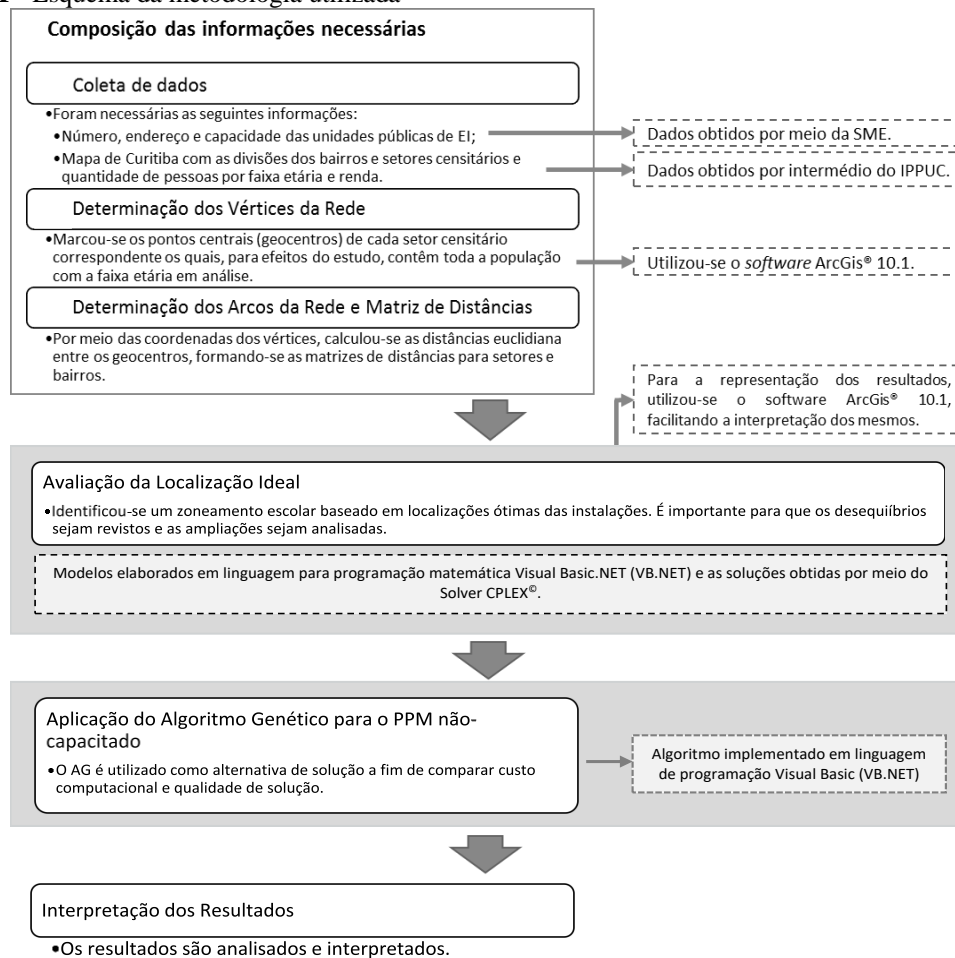 Esquema da metodologia utilizada
Composição das informações necessárias
Coleta de dados
•Foram necessárias as seguintes informações:
•Número, endereço e capacidade das unidades públicas de EI;
Dados obtidos por meio da SME.
•Mapa de Curitiba com as divisões dos bairros e setores censitários e
quantidade de pessoas por faixa etária e renda.
Dados obtidos por intermédio do IPPUC.
Determinação dos Vértices da Rede
•Marcou-se os pontos centrais (geocentros) de cada setor censitário
correspondente os quais, para efeitos do estudo, contêm toda a população
com a faixa etária em análise.
Utilizou-se o software ArcGis® 10.1.
Determinação dos Arcos da Rede e Matriz de Distâncias
•Por meio das coordenadas dos vértices, calculou-se as distâncias euclidiana
entre os geocentros, formando-se as matrizes de distâncias para setores e
bairros.
Para a representação dos resultados,
utilizou-se o software ArcGis® 10.1,
facilitando a interpretação dos mesmos.
Avaliação da Localização Ideal
•Identificou-se um zoneamento escolar baseado em localizações ótimas das instalações. É importante para que os desequiíbrios
sejam revistos e as ampliações sejam analisadas.
Modelos elaborados em linguagem para programação matemática Visual Basic.NET (VB.NET) e as soluções obtidas por meio do
Solver CPLEX©.
Aplicação do Algoritmo Genético para o PPM não-
capacitado
•O AG é utilizado como alternativa de solução a fim de comparar custo
computacional e qualidade de solução.
Algoritmo implementado em linguagem
de programação Visual Basic (VB.NET)
Interpretação dos Resultados
•Os resultados são analisados e interpretados.